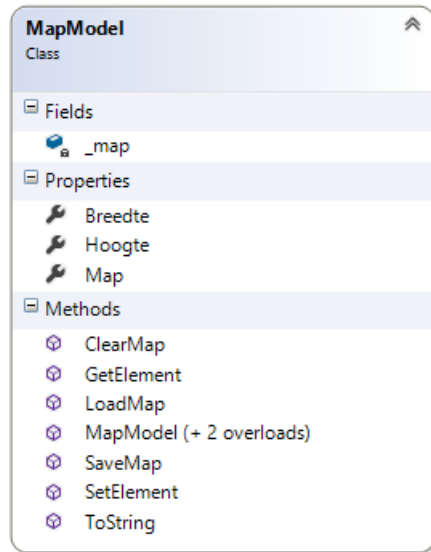 MapModel
Class
Fields
_map
Properties
Breedte
Hoogte
Map
Methods
ClearMap
GetElement
LoadMap
MapModel (+ 2 overloads)
SaveMap
SetElement
ToString